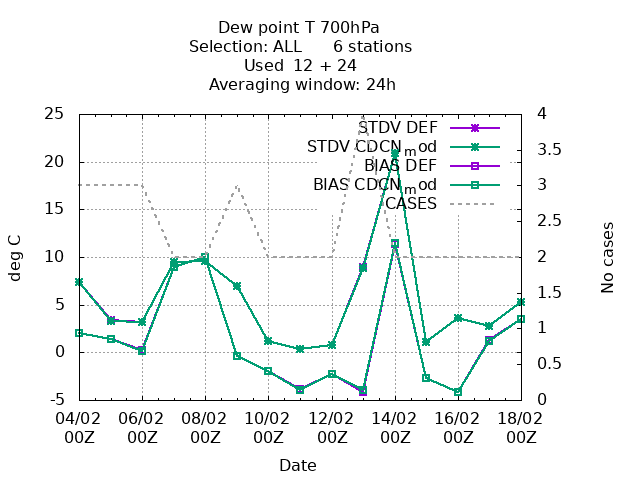 Dew point T 700hPa
Selection: ALL      6 stations
Used  12 + 24
Averaging window: 24h
STDV DEF
STDV CDCN_mod
BIAS DEF
BIAS CDCN_mod
CASES
25
20
15
10
5
0
-5
4
3.5
3
2.5
2
1.5
1
0.5
0
deg C
No cases
04/02 06/02 08/02 10/02 12/02 14/02 16/02 18/02
00Z 00Z 00Z 00Z 00Z 00Z 00Z 00Z
Date